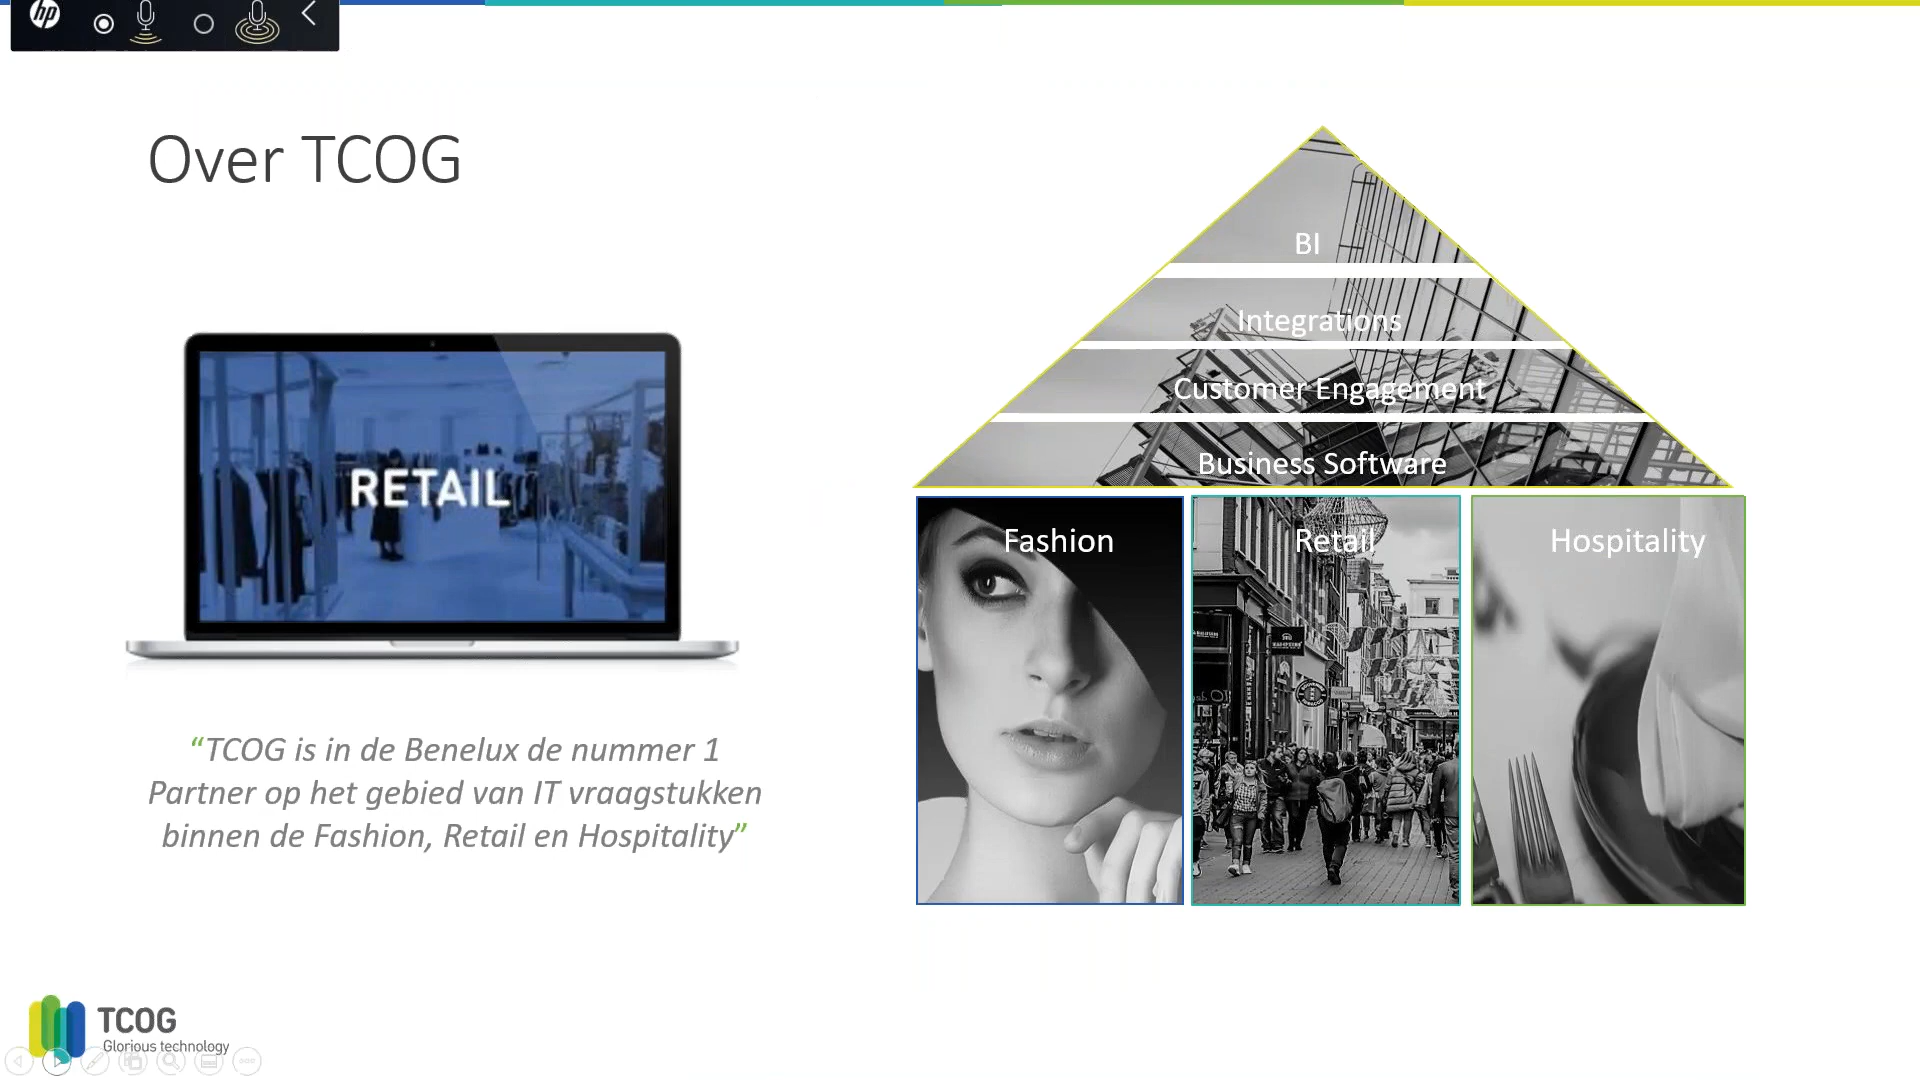 hp
Over TCOG
RETAIL
“TCOG is in de Benelux de nummer 1
Partner op het gebied van IT vraagstukken
binnen de Fashion, Retail en Hospitality”
BI
Integrations
Customer Engagement
Business Software
Fashion
Retail
Hospitality
TCOG
Glorious technology